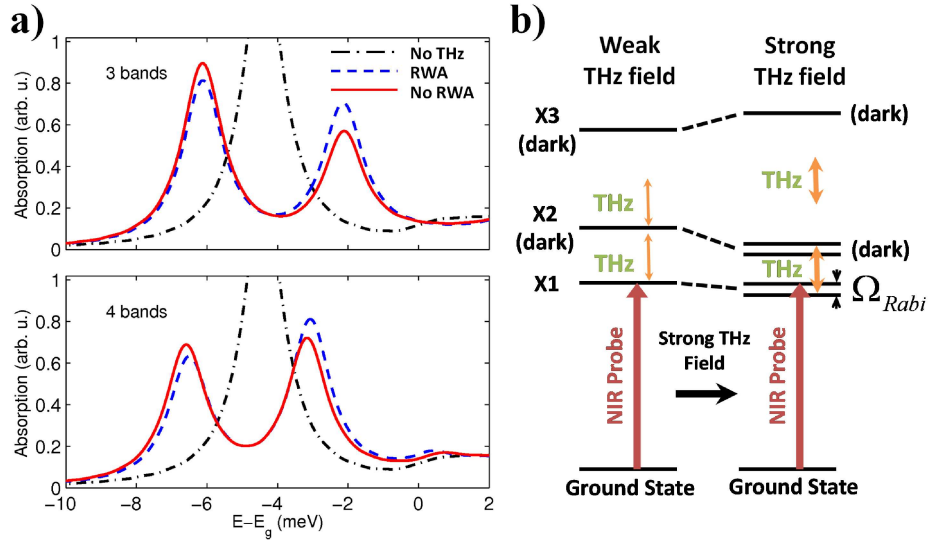 a)
3 bands
No THz
RWA
No RWA
Absorption (arb. u.)
1
0.8
0.6
0.4
0.2
0
4 bands
Absorption (arb. u.)
1
0.8
0.6
0.4
0.2
0
−10
−8
−6
−4
−2
0
2
E−Eg (meV)
b)
Weak
THz field
Strong
THz field
X3
(dark)
(dark)
THz
THz
X2
(dark)
(dark)
THz
THz
X1
ΩRabi
NIR Probe
Strong THz
Field
NIR Probe
Ground State
Ground State